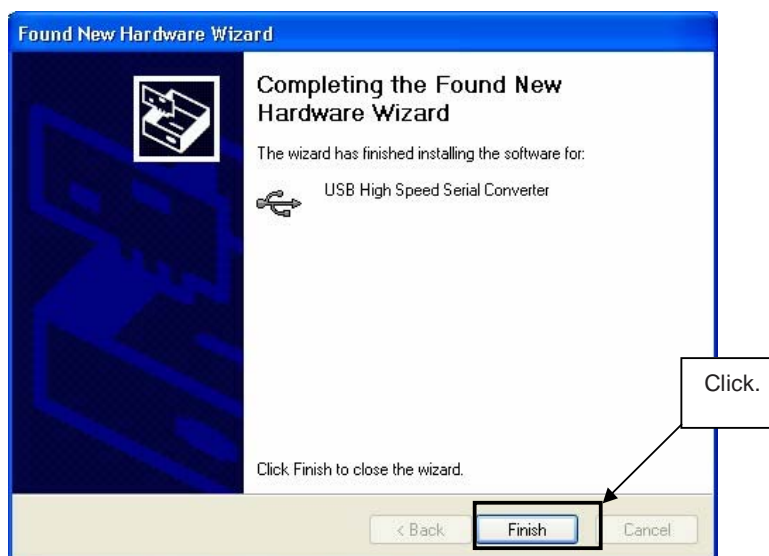 Found New Hardware Wizard
Completing the Found New
Hardware Wizard
The wizard has finished installing the software for:
USB High Speed Serial Converter
Click.
Click Finish to close the wizard.
< Back
Finish
Cancel